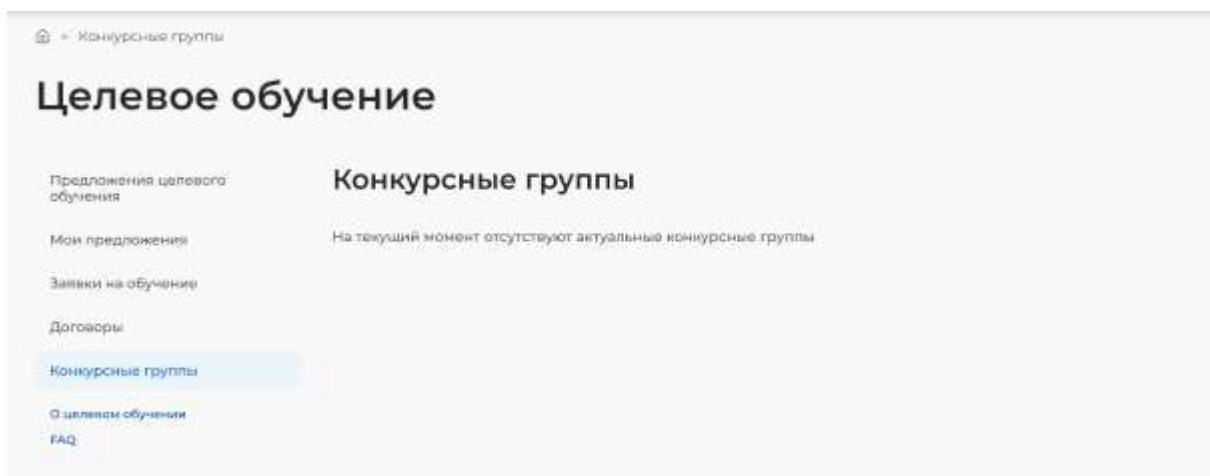 Конкурсные группы
Целевое обучение
Предложения целевого
обучения
Мои предложения
Заявки на обучение
Договоры
Конкурсные группы
О целевом обучении
FAQ
Конкурсные группы
На текущий момент отсутствуют актуальные конкурсные группы